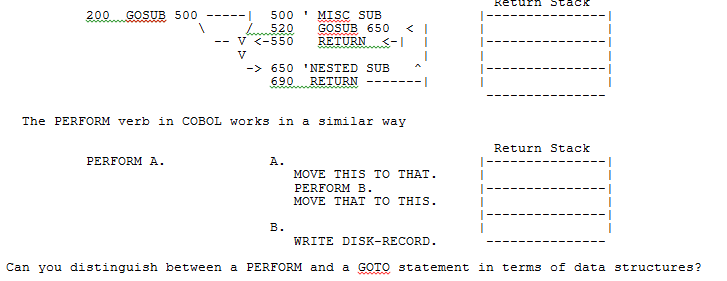 Return Stack
200 GOSUB 500 -----| 500 ' MISC SUB |---------------|
\ / 520 GOSUB 650 < | | |
-- V <-550 RETURN <-| | |---------------|
V | | |
-> 650 'NESTED SUB ^ |---------------|
690 RETURN -------| | |
---------------
The PERFORM verb in COBOL works in a similar way
Return Stack
PERFORM A. A. |---------------|
MOVE THIS TO THAT. | |
PERFORM B. |---------------|
MOVE THAT TO THIS. | |
|---------------|
B. | |
WRITE DISK-RECORD. ---------------
Can you distinguish between a PERFORM and a GOTO statement in terms of data structures?